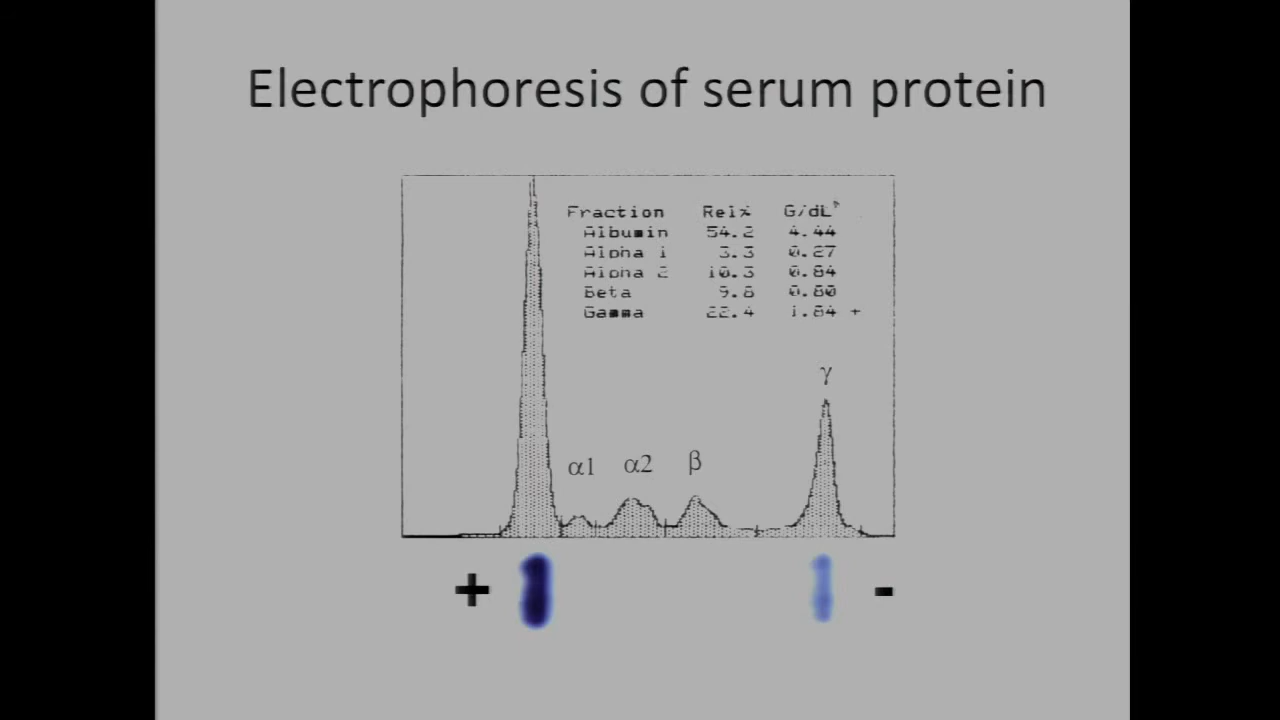 Electrophoresis of serum protein
Fraction Rel% G/dL
Albumin 54.2 4.44
Alpha 1 3.3 0.27
Alpha 2 10.3 0.84
Beta 9.8 0.80
Gamma 22.4 1.84 +
γ
α1 α2 β
+ -